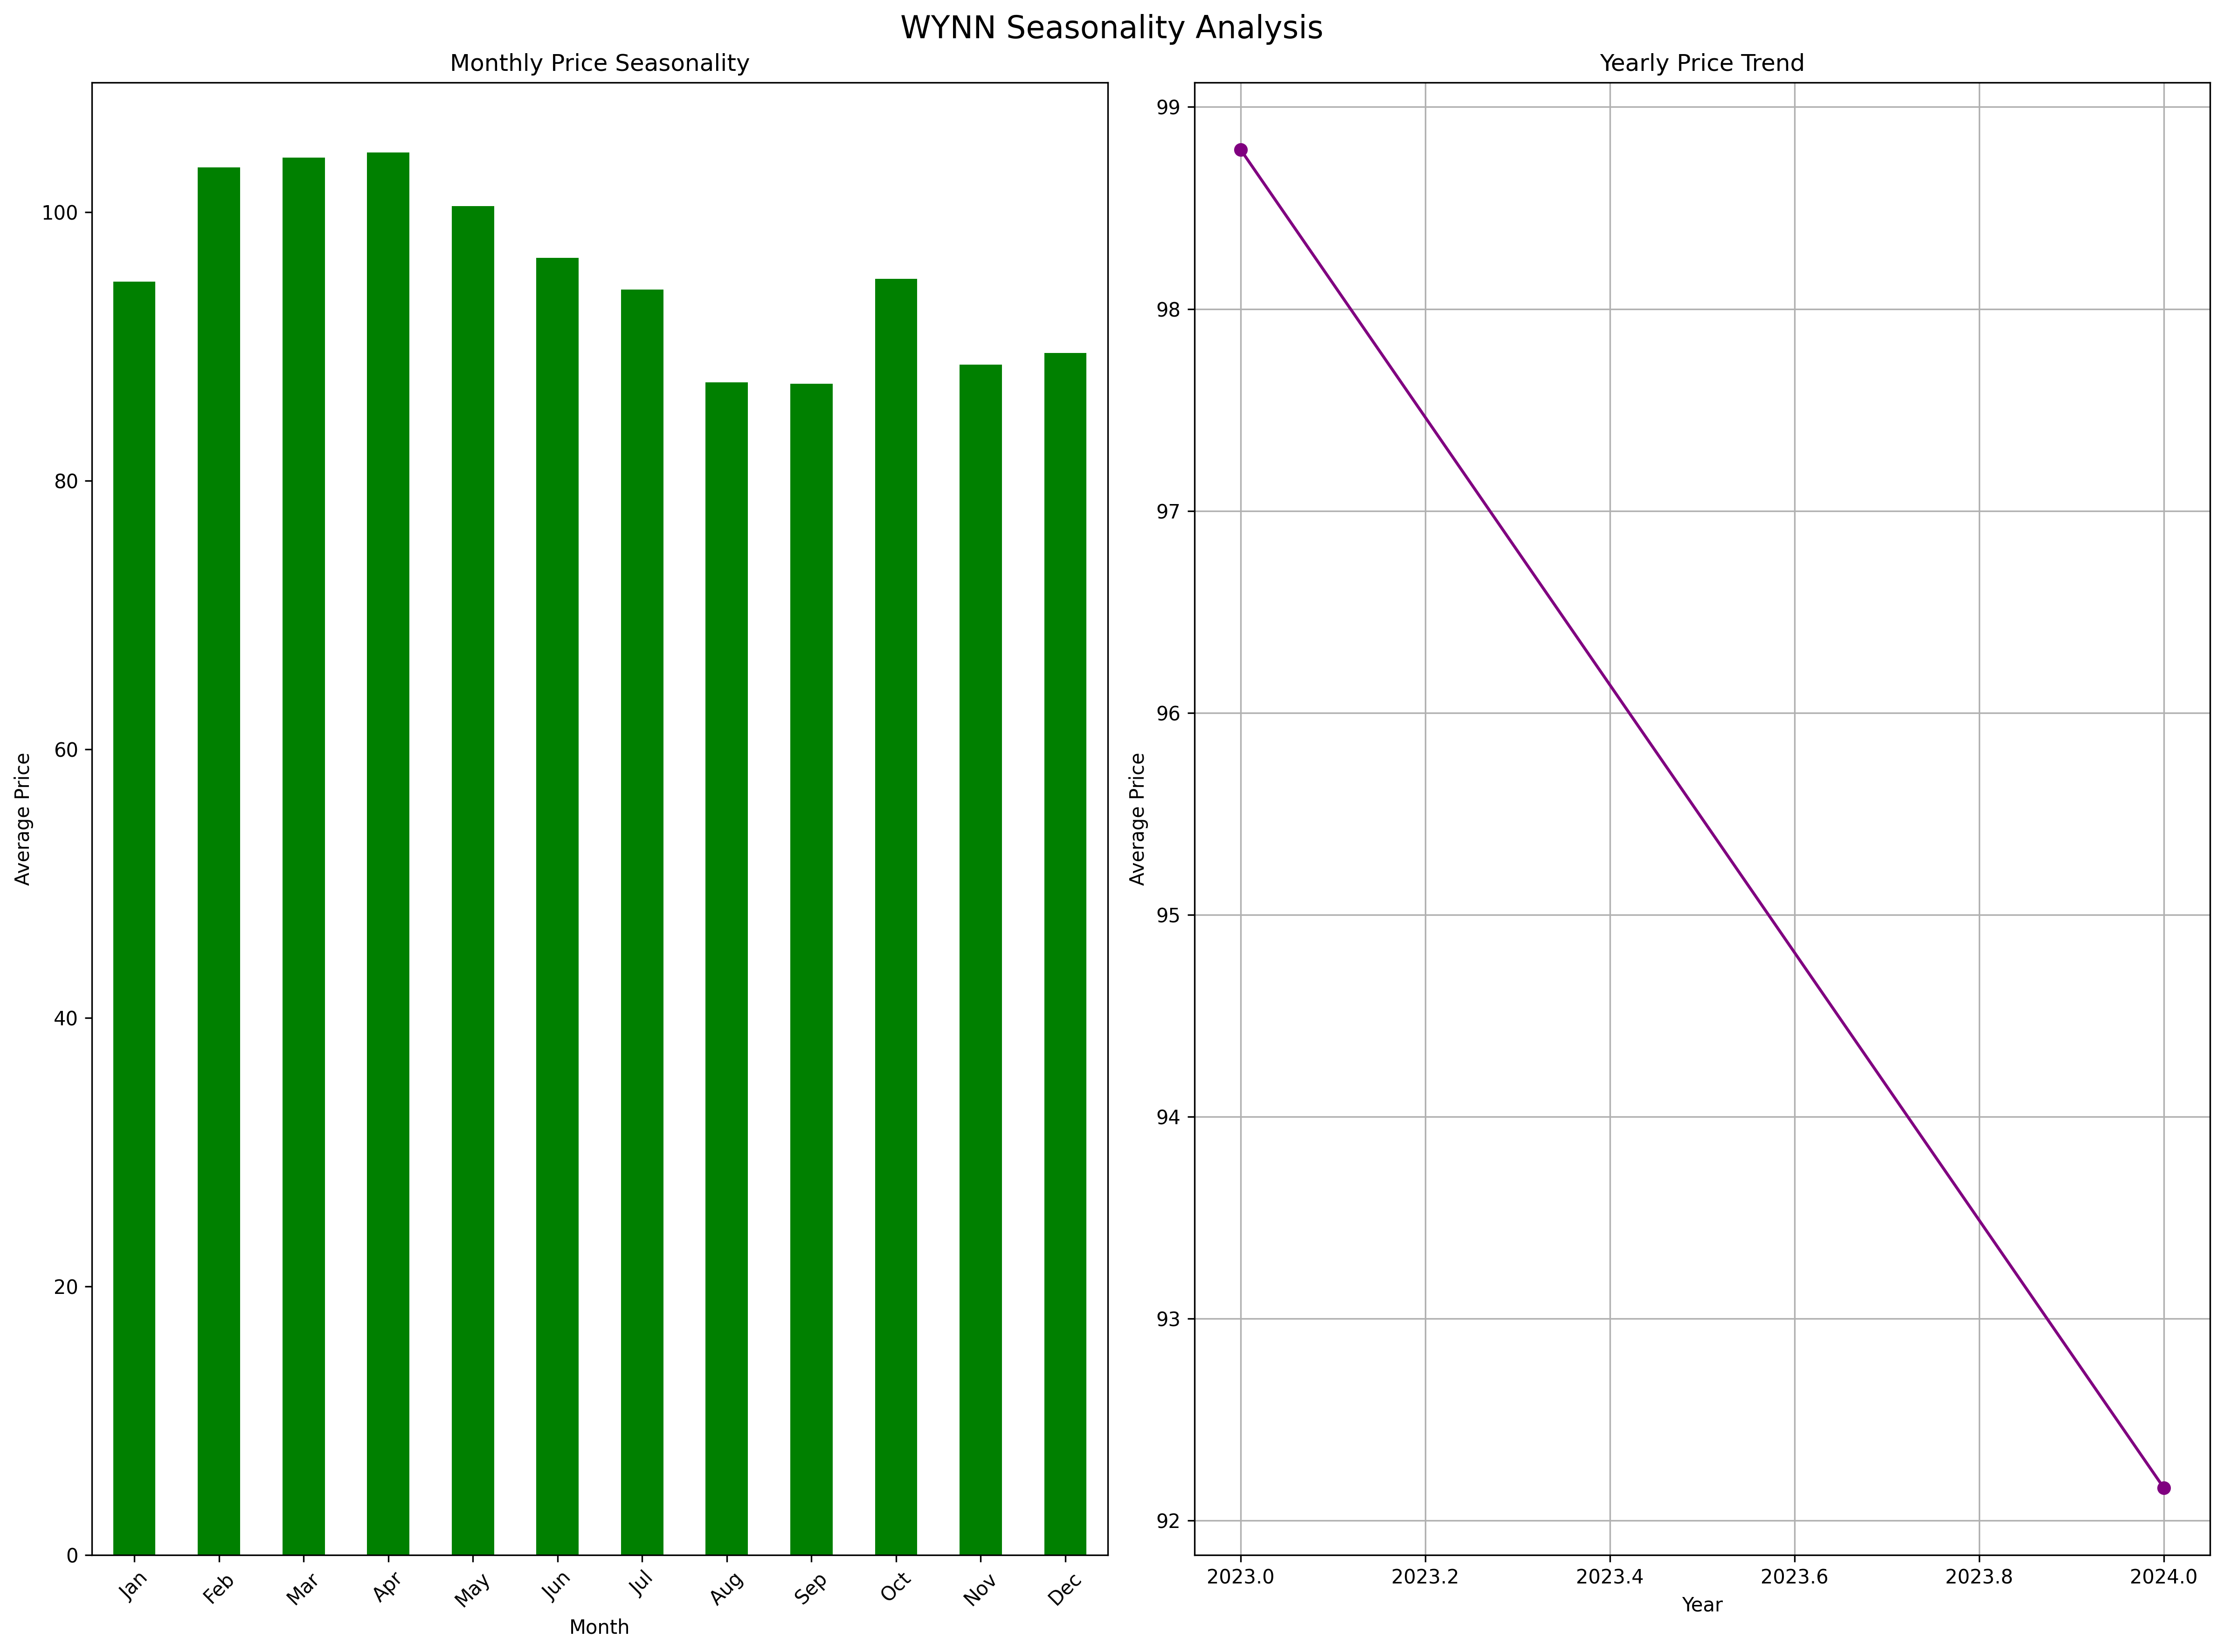 WYNN Seasonality Analysis
Monthly Price Seasonality
Average Price
100
80
60
40
20
0
Jan
Feb
Mar
Apr
May
Jun
Jul
Aug
Sep
Oct
Nov
Dec
Month
Yearly Price Trend
Average Price
99
98
97
96
95
94
93
92
2023.0
2023.2
2023.4
2023.6
2023.8
2024.0
Year